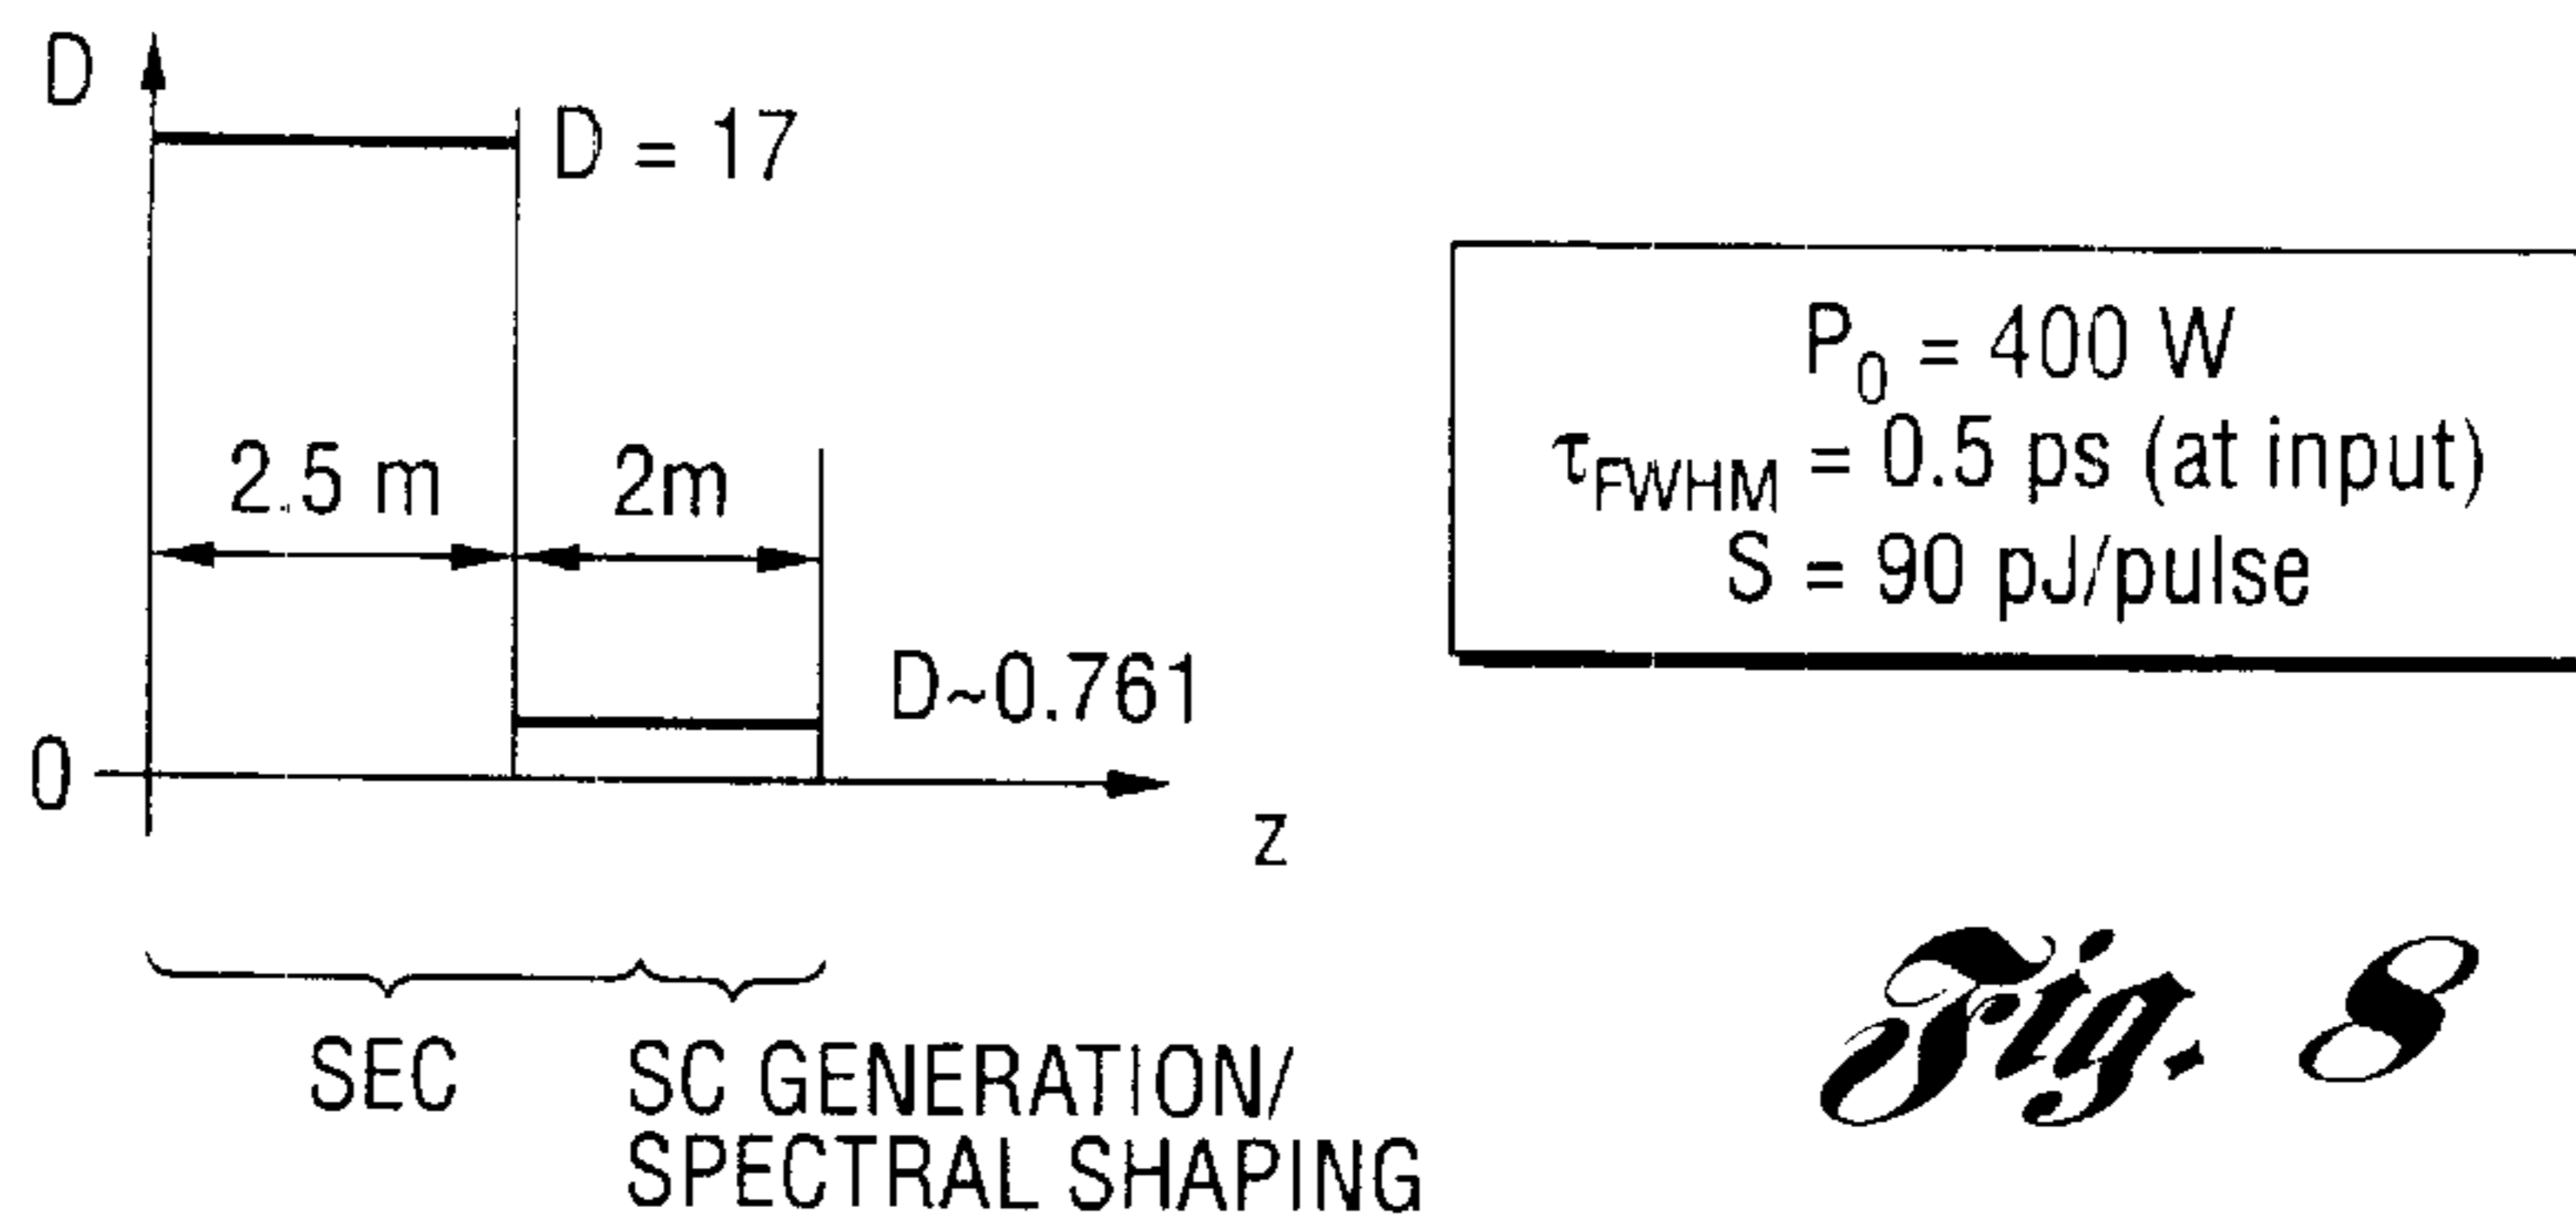 D
D = 17
2.5 m
2m
D~0.761
0
z
SEC
SC GENERATION/
SPECTRAL SHAPING
P0 = 400 W
τFWHM = 0.5 ps (at input)
S = 90 pJ/pulse
Fig. 8